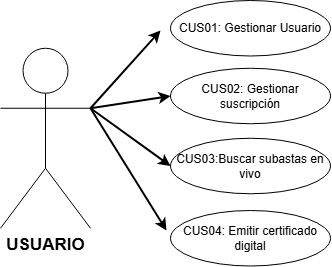 CUS01: Gestionar Usuario
CUS02: Gestionar
suscripción
CUS03:Buscar subastas en
vivo
CUS04: Emitir certificado
digital
USUARIO